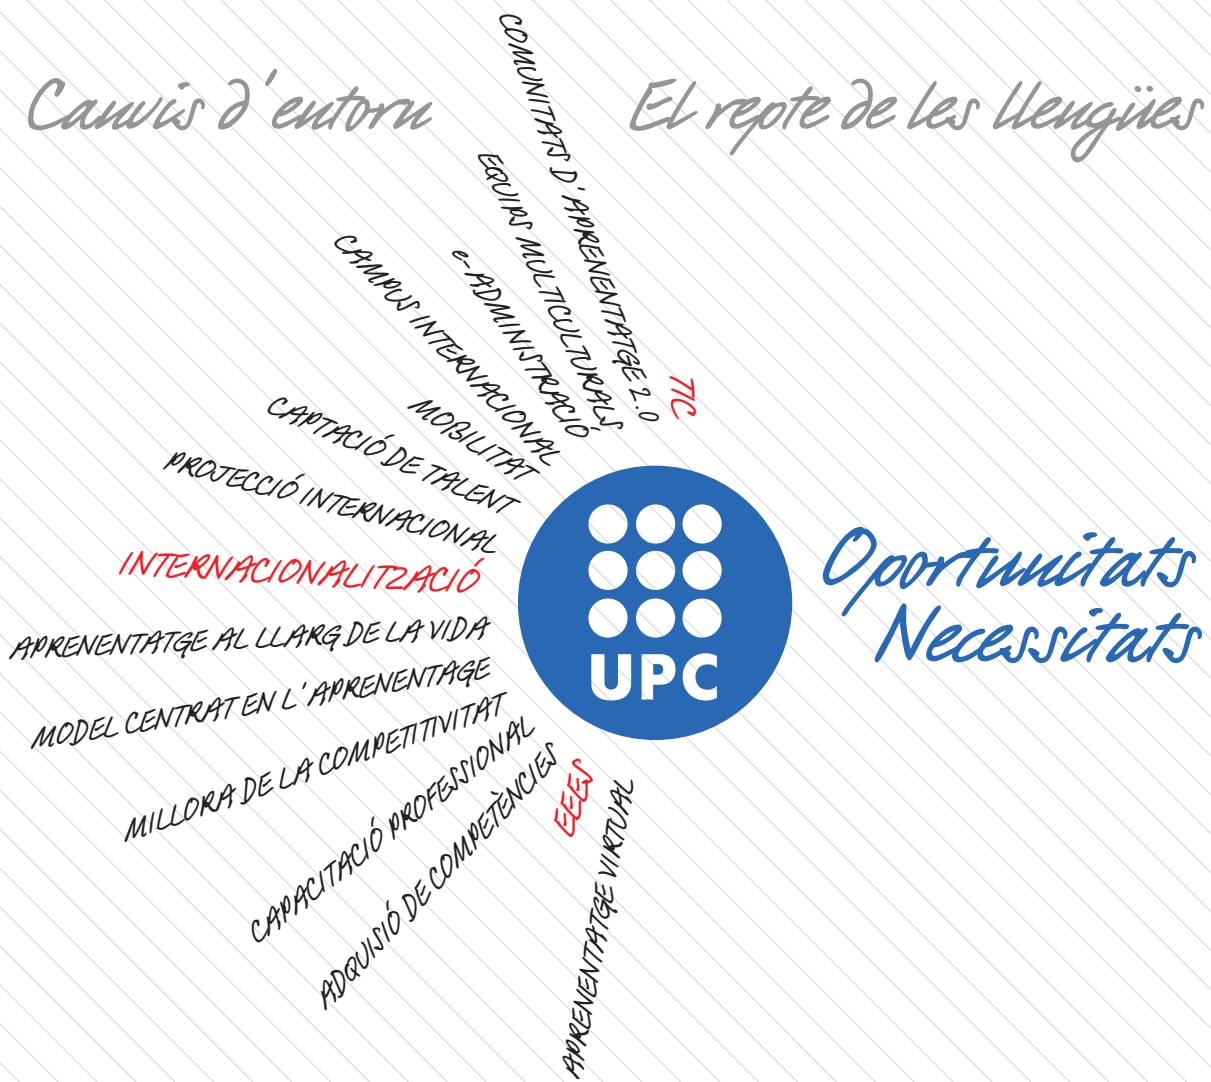 Canvis d'entorn
El repte de les llengües
COMUNITATS D'APRENENTATGE 2.0
EQUIPS MULTICULTURALS
e-ADMINISTRACIÓ
CAMPUS INTERNACIONAL
MOBILITAT
CAPTACIÓ DE TALENT
PROJECCIÓ INTERNACIONAL
INTERNACIONALITZACIÓ
APRENENTATGE AL LLARG DE LA VIDA
MODEL CENTRAT EN L'APRENENTAGE
MILLORA DE LA COMPETITIVITAT
CAPACITACIÓ PROFESSIONAL
ADQUISIÓ DE COMPETÈNCIES
EEES
APRENENTATGE VIRTUAL
TIC
UPC
Oportunitats
Necessitats